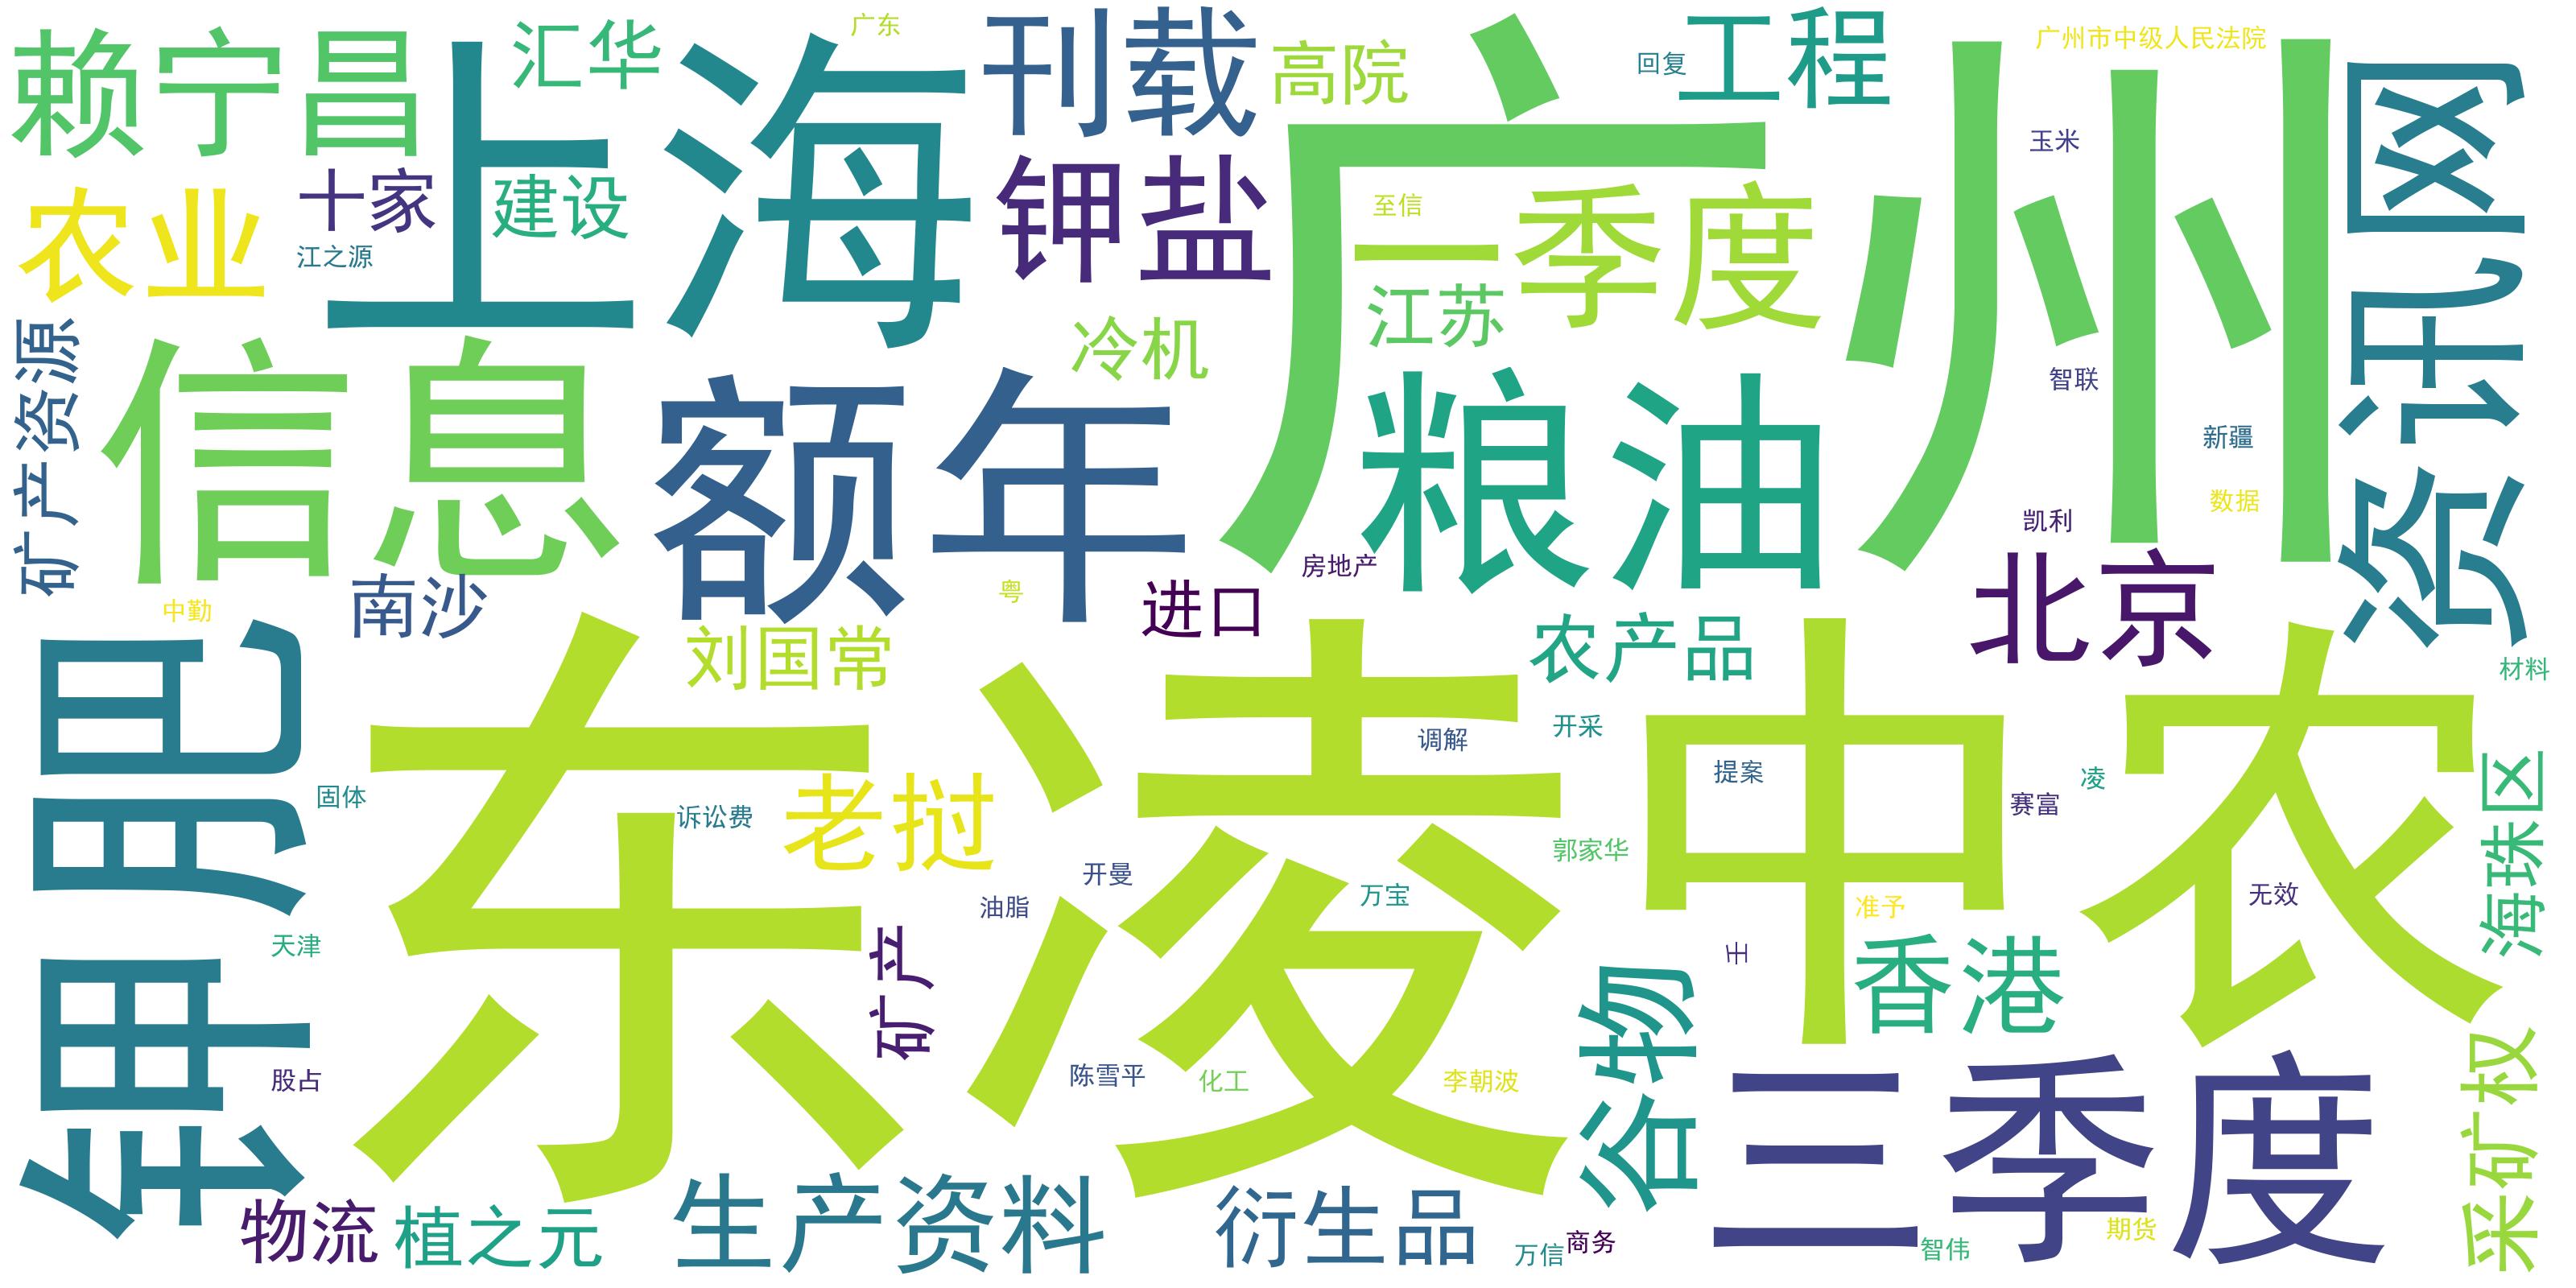 赖宁昌
汇华
广东
刊载
高院
回复
工程
广州市中级人民法院
上海
广州
资讯网
农业
十家
建设
钾盐
至信
一季度
玉米
江之源
江苏
矿产资源
信息
冷机
额年
粮油
智联
新疆
数据
凯利
北京
中勤
南沙
粤
进口
房地产
钾肥
东凌
刘国常
农产品
中农
材料
调解
开采
提案
赛富
凌
海珠区
固体
诉讼费
老挝
开曼
郭家华
油脂
万宝
准予
无效
天津
矿产
谷物
壬
香港
股占
陈雪平
化工
李朝波
三季度
采矿权
物流
植之元
生产资料
衍生品
万信
商务
智伟
期货